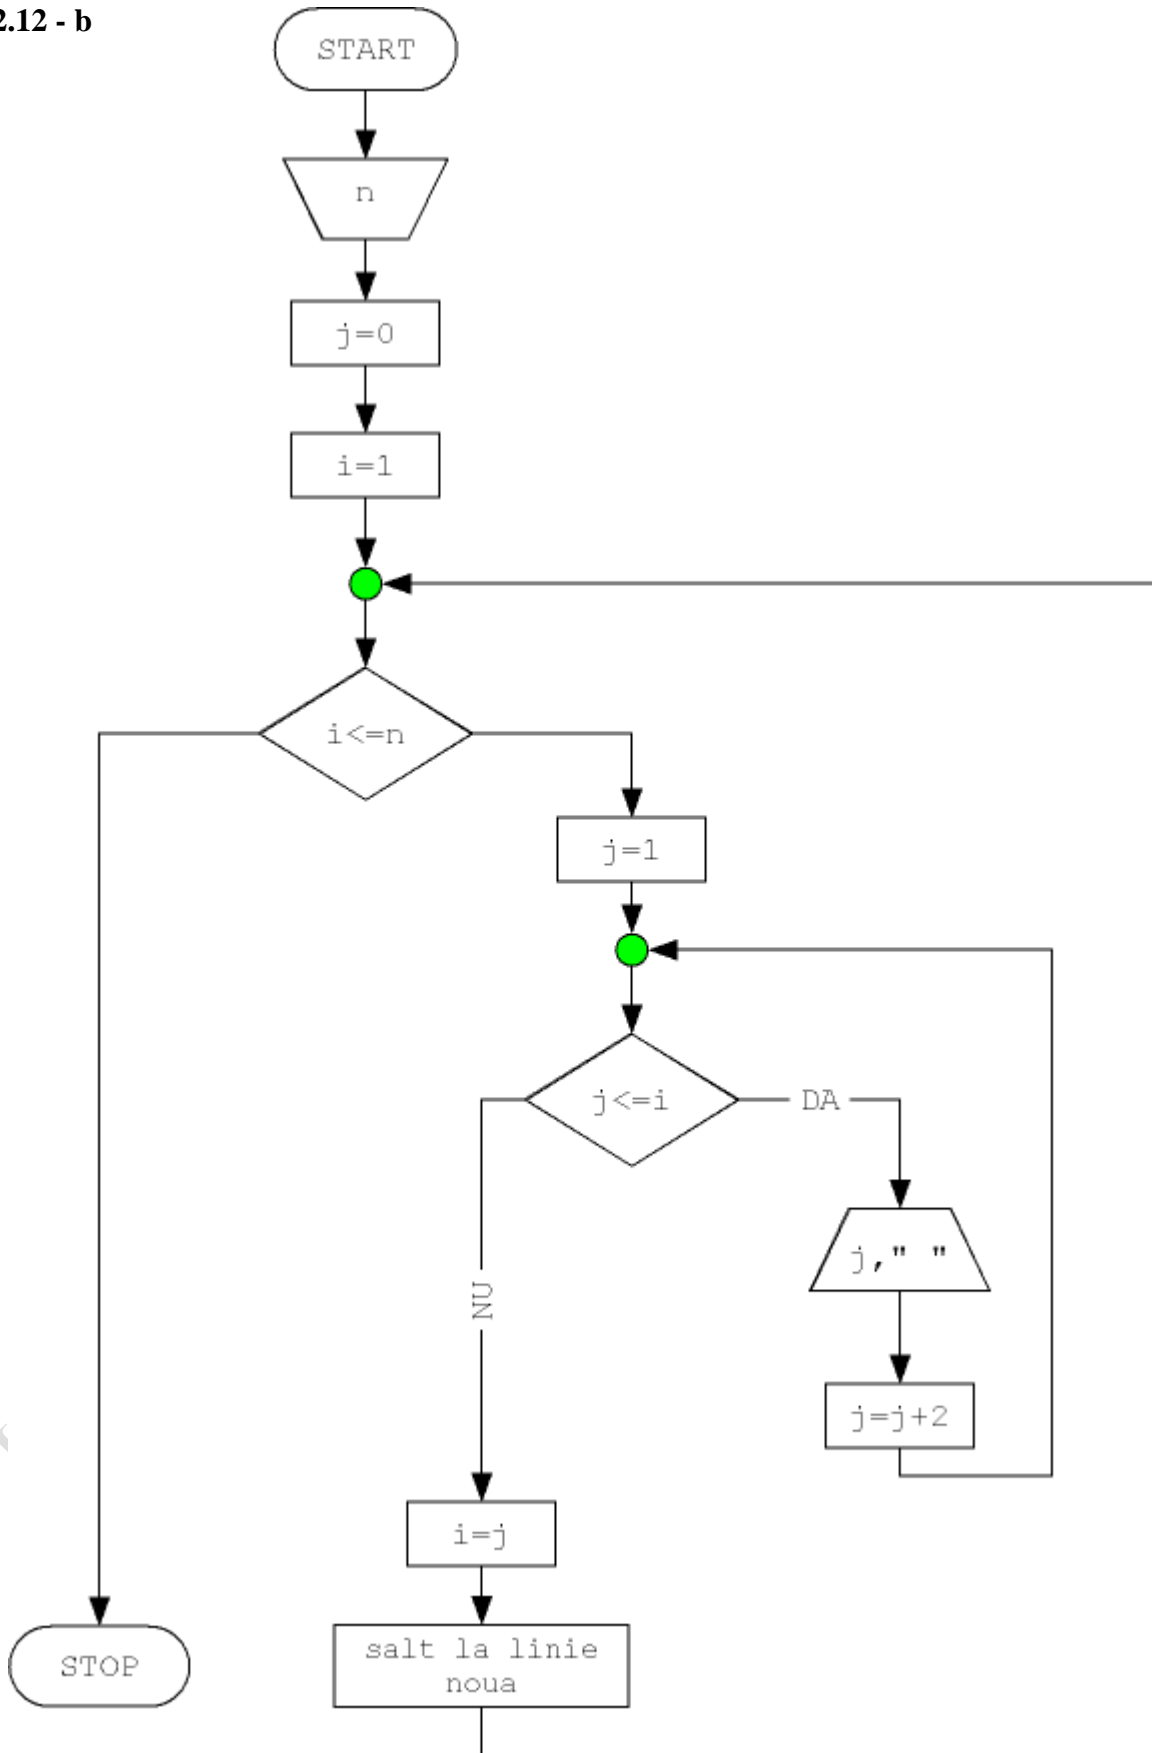 2.12 - b
START
n
j=0
i=1
i<=n
j=1
j<=i
DA
j," "
NU
j=j+2
i=j
salt la linie
noua
STOP